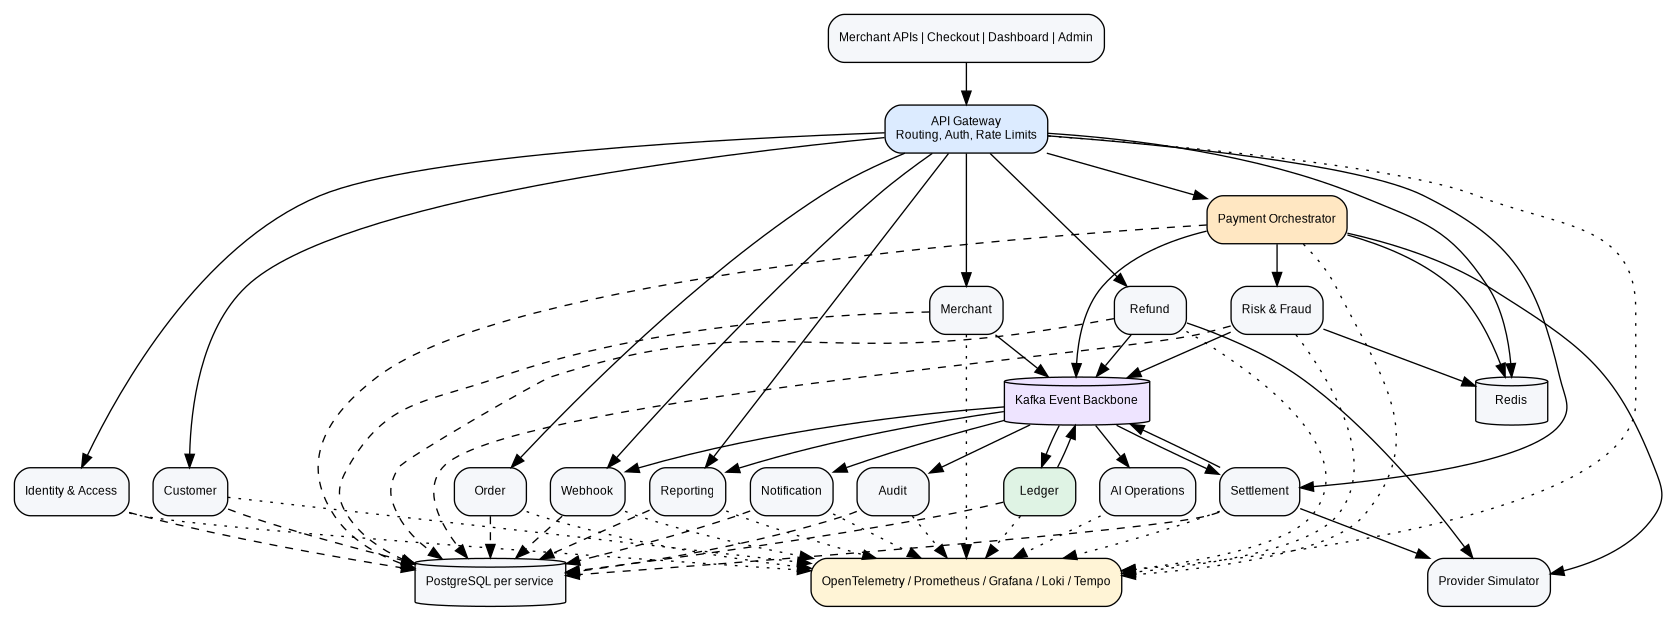 Merchant APIs | Checkout | Dashboard | Admin
API Gateway
Routing, Auth, Rate Limits
Payment Orchestrator
Merchant
Refund
Risk & Fraud
Kafka Event Backbone
Redis
Identity & Access
Customer
Order
Webhook
Reporting
Notification
Audit
Ledger
AI Operations
Settlement
PostgreSQL per service
OpenTelemetry / Prometheus / Grafana / Loki / Tempo
Provider Simulator